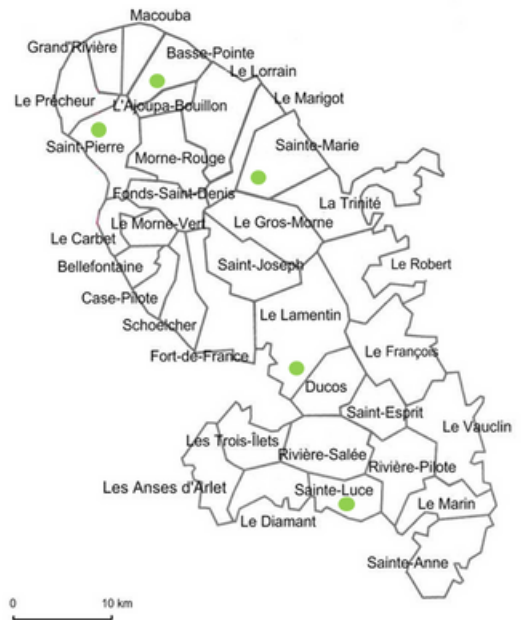 Macouba
Grand'Rivière
Basse-Pointe
Le Lorrain
Le Prêcheur
L'Ajoupa-Bouillon
Le Marigot
Saint-Pierre
Sainte-Marie
Morne-Rouge
Fonds-Saint-Denis
La Trinité
Le Morne-Vert
Le Gros-Morne
Le Carbet
Bellefontaine
Saint-Joseph
Le Robert
Case-Pilote
Le Lamentin
Schoelcher
Fort-de-France
Le François
Ducos
Saint-Esprit
Le Vauclin
Les Trois-Îlets
Rivière-Salée
Rivière-Pilote
Les Anses d'Arlet
Sainte-Luce
Le Marin
Le Diamant
Sainte-Anne
0 10 km